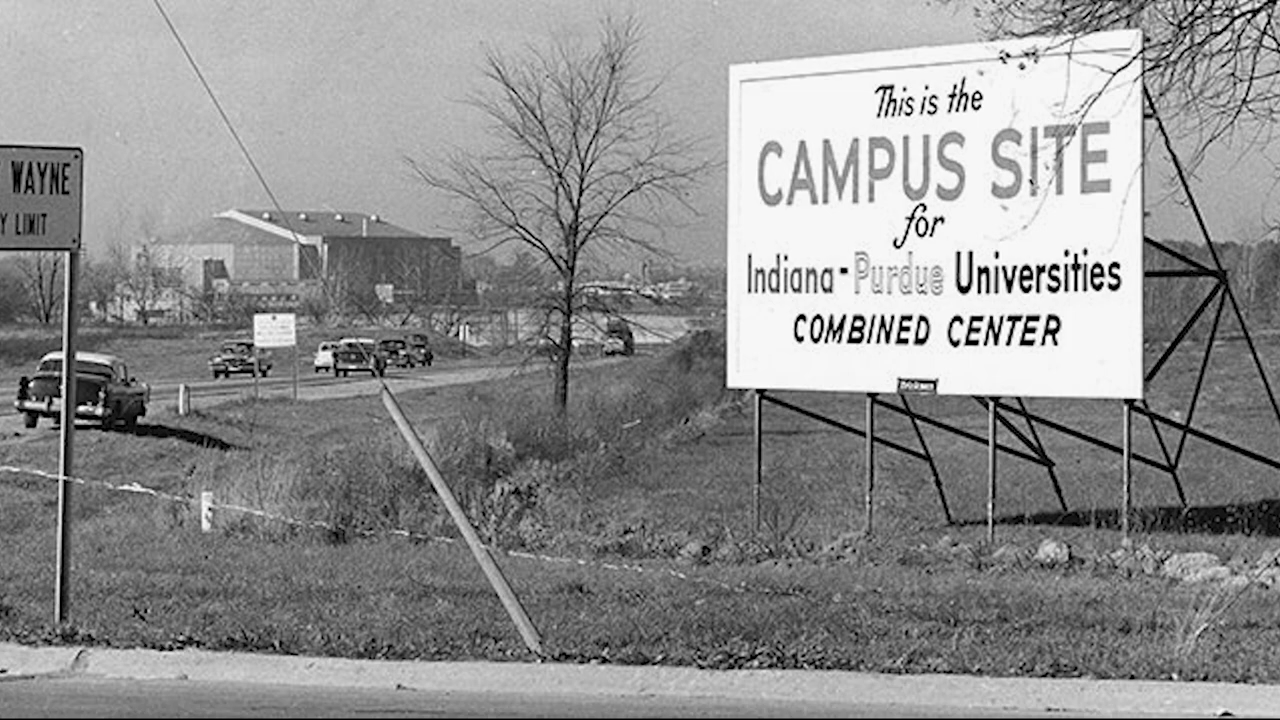 WAYNE
Y LIMIT
This is the
CAMPUS SITE
for
Indiana-Purdue Universities
COMBINED CENTER